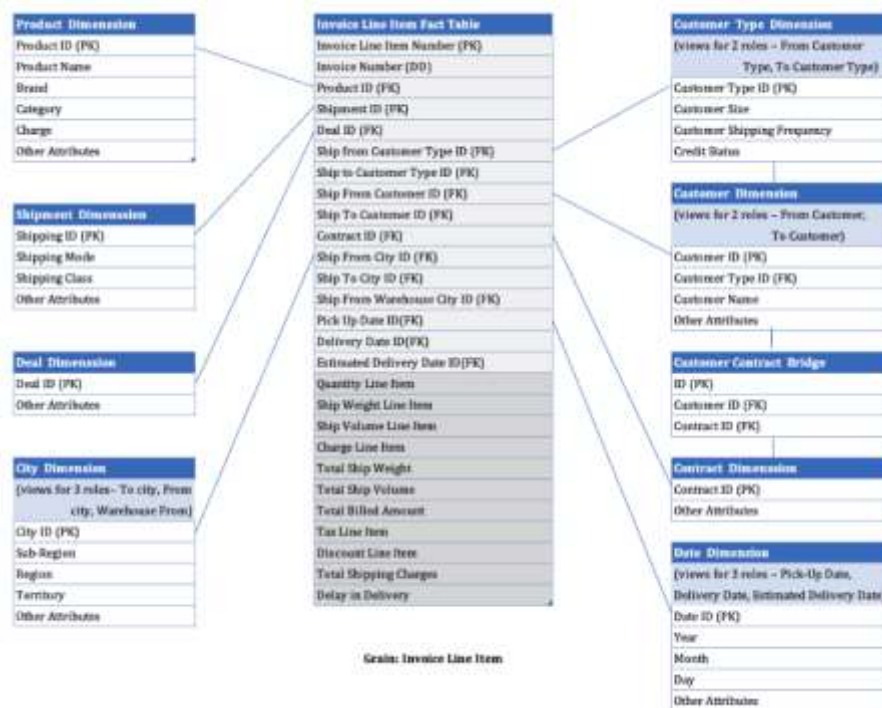 Product Dimension
Product ID (PK)
Product Name
Brand
Category
Charge
Other Attributes
Shipment Dimension
Shipping ID (PK)
Shipping Mode
Shipping Class
Other Attributes
Deal Dimension
Deal ID (PK)
Other Attributes
City Dimension
(views for 3 roles– To city, From
city, Warehouse From)
City ID (PK)
Sub-Region
Region
Territory
Other Attributes
Invoice Line Item Fact Table
Invoice Line Item Number (PK)
Invoice Number (DD)
Product ID (FK)
Shipment ID (FK)
Deal ID (FK)
Ship from Customer Type ID (FK)
Ship to Customer Type ID (FK)
Ship From Customer ID (FK)
Ship To Customer ID (FK)
Contract ID (FK)
Ship From City ID (FK)
Ship To City ID (FK)
Ship From Warehouse City ID (FK)
Pick Up Date ID(FK)
Delivery Date ID(FK)
Estimated Delivery Date ID(FK)
Quantity Line Item
Ship Weight Line Item
Ship Volume Line Item
Charge Line Item
Total Ship Weight
Total Ship Volume
Total Billed Amount
Tax Line Item
Discount Line Item
Total Shipping Charges
Delay in Delivery
Grain: Invoice Line Item
Customer Type Dimension
(views for 2 roles – From Customer
Type, To Customer Type)
Customer Type ID (PK)
Customer Size
Customer Shipping Frequency
Credit Status
Customer Dimension
(views for 2 roles – From Customer,
To Customer)
Customer ID (PK)
Customer Type ID (FK)
Customer Name
Other Attributes
Customer Contract Bridge
ID (PK)
Customer ID (FK)
Contract ID (FK)
Contract Dimension
Contract ID (PK)
Other Attributes
Date Dimension
(views for 3 roles – Pick-Up Date,
Delivery Date, Estimated Delivery Date
Date ID (PK)
Year
Month
Day
Other Attributes